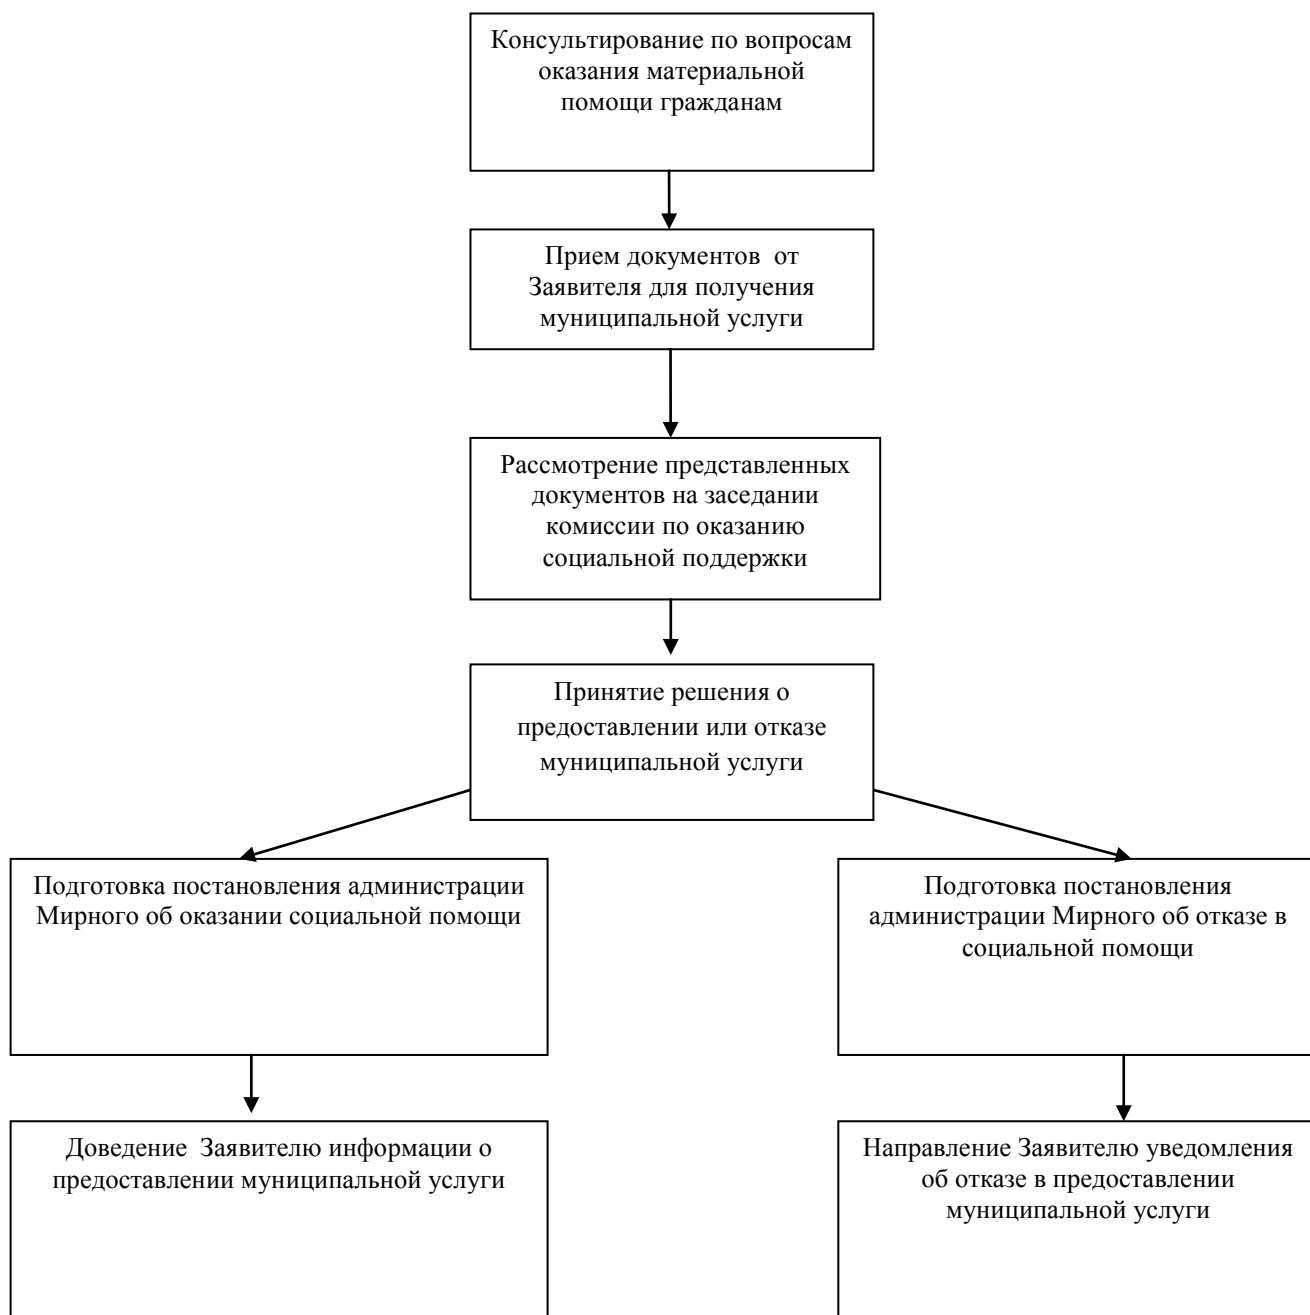 Консультирование по вопросам
оказания материальной
помощи гражданам
Прием документов  от
Заявителя для получения
муниципальной услуги
Рассмотрение представленных
документов на заседании
комиссии по оказанию
социальной поддержки
Принятие решения о
предоставлении или отказе
муниципальной услуги
Подготовка постановления администрации
Мирного об оказании социальной помощи
Подготовка постановления
администрации Мирного об отказе в
социальной помощи
Доведение  Заявителю информации о
предоставлении муниципальной услуги
Направление Заявителю уведомления
об отказе в предоставлении
муниципальной услуги